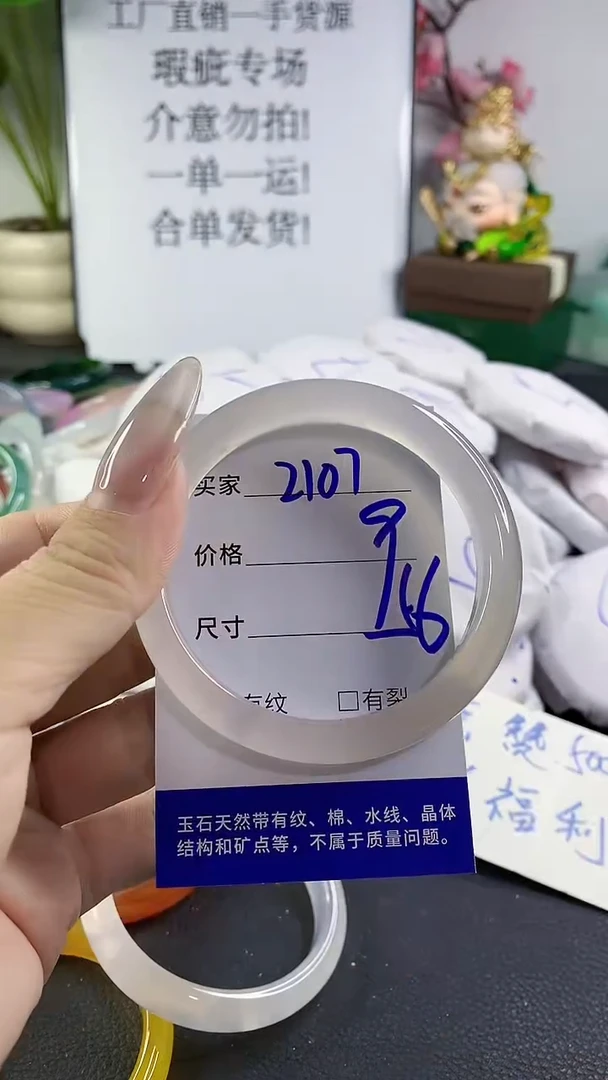 工厂直销一手货源
瑕疵专场
介意勿拍!
一单一运!
合单发货!
买家 2107
价格
尺寸
有纹 □有裂
玉石天然带有纹、棉、水线、晶体
结构和矿点等，不属于质量问题。
福利